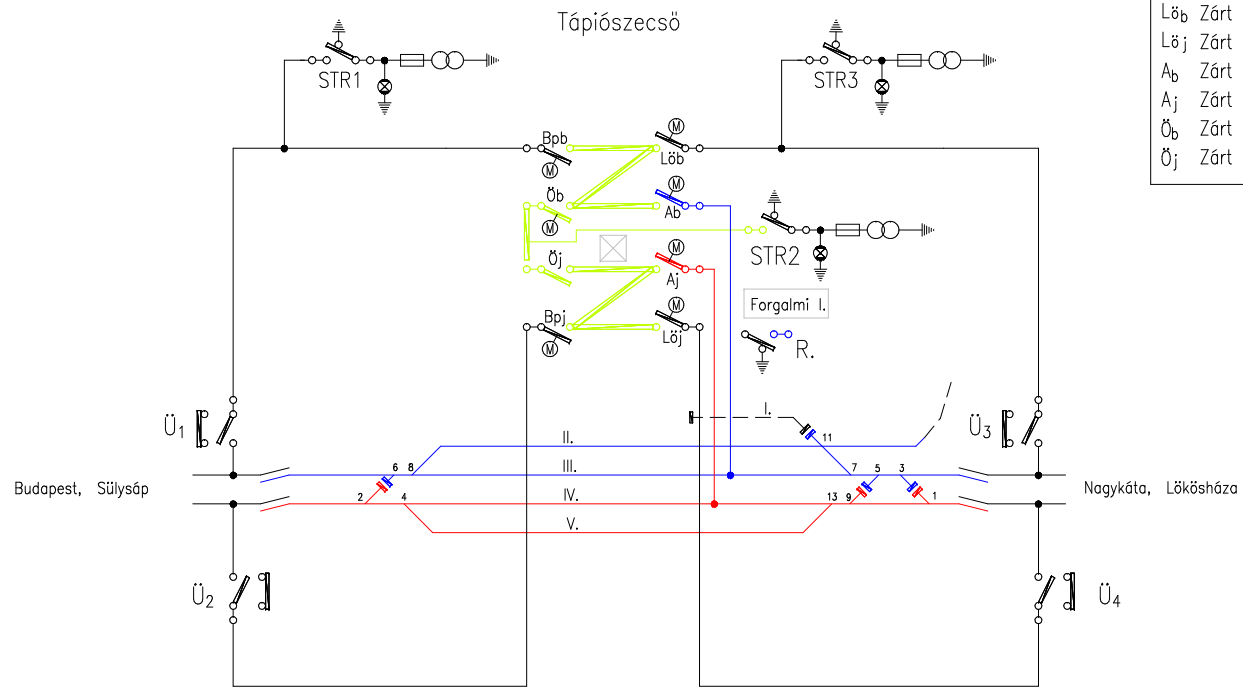 Tápiószecső
Löb Zárt
Löj Zárt
Ab Zárt
Aj Zárt
Öb Zárt
Öj Zárt
STR1
STR3
Bpb
M
M
Löb
Öb
M
M
Ab
STR2
Öj
M
Aj
Forgalmi I.
Bpj
M
M
Löj
R.
Ü1
I.
11
Ü3
II.
6 8
III.
7 5 3
Budapest, Sülysáp
Nagykáta, Lökösháza
2 4
IV.
13 9 1
V.
Ü2
Ü4